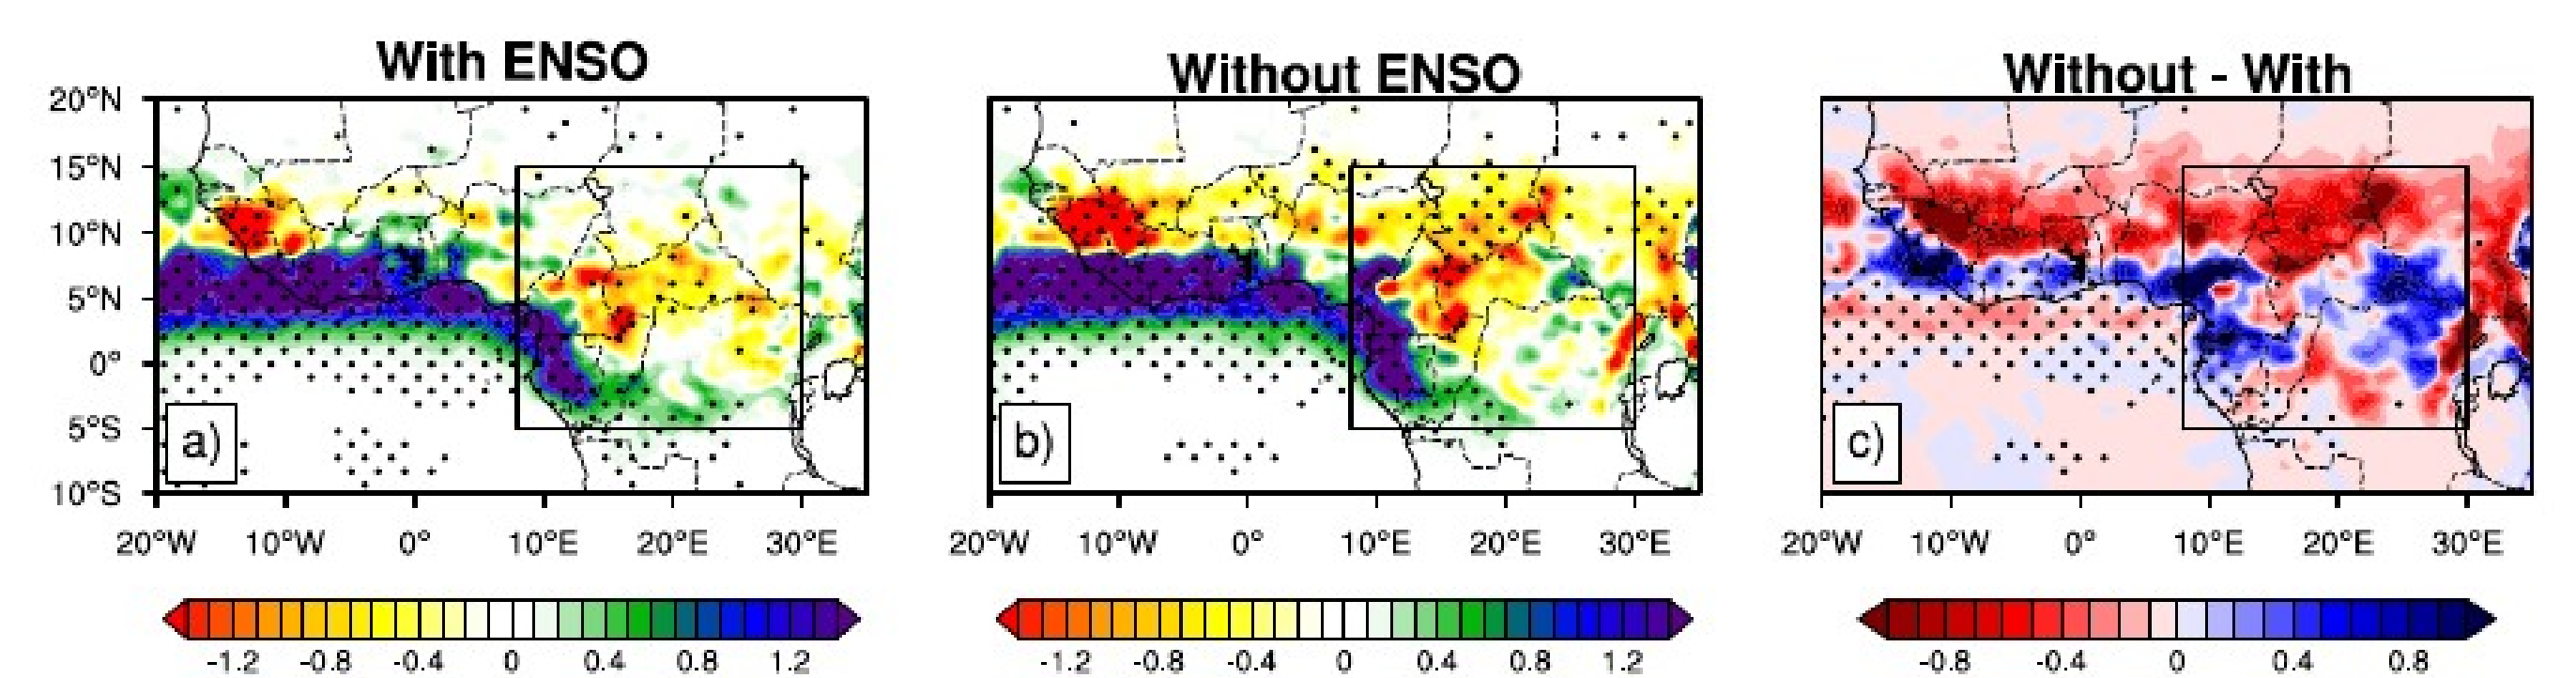 With ENSO
Without ENSO
Without - With
20°N
15°N
10°N
5°N
0°
5°S
10°S
a)
b)
c)
20°W 10°W 0° 10°E 20°E 30°E
20°W 10°W 0° 10°E 20°E 30°E
20°W 10°W 0° 10°E 20°E 30°E
-1.2 -0.8 -0.4 0 0.4 0.8 1.2
-1.2 -0.8 -0.4 0 0.4 0.8 1.2
-0.8 -0.4 0 0.4 0.8